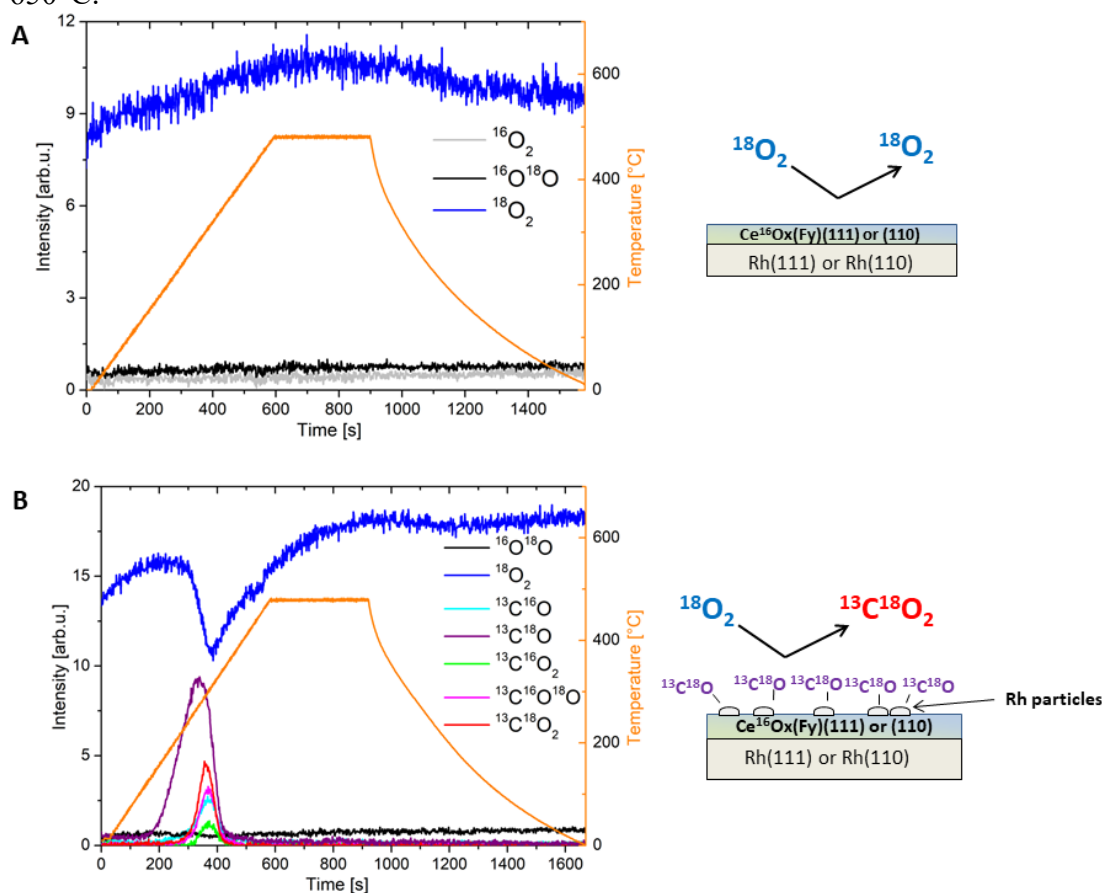 650°C.
A
12
9
6
3
0
Intensity [arb.u.]
¹⁶O₂
¹⁶O¹⁸O
¹⁸O₂
600
400
200
0
Temperature [°C]
0 200 400 600 800 1000 1200 1400
Time [s]
¹⁸O₂ ¹⁸O₂
Ce¹⁶Ox(Fy)(111) or (110)
Rh(111) or Rh(110)
B
20
15
10
5
0
Intensity [arb.u.]
¹⁶O¹⁸O
¹⁸O₂
¹³C¹⁶O
¹³C¹⁸O
¹³C¹⁶O₂
¹³C¹⁶O¹⁸O
¹³C¹⁸O₂
600
400
200
0
Temperature [°C]
0 200 400 600 800 1000 1200 1400 1600
Time [s]
¹⁸O₂ ¹³C¹⁸O₂
¹³C¹⁸O ¹³C¹⁸O ¹³C¹⁸O ¹³C¹⁸O ¹³C¹⁸O
Rh particles
Ce¹⁶Ox(Fy)(111) or (110)
Rh(111) or Rh(110)